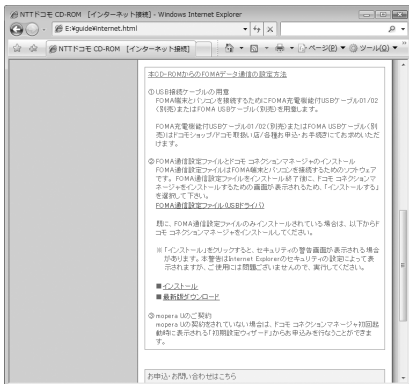 NTTドコモ CD-ROM [インターネット接続] - Windows Internet Explorer
E:¥guide¥internet.html
NTTドコモ CD-ROM [インターネット接続]
ページ(P) ツール(O)
本CD-ROMからのFOMAデータ通信の設定方法
①USB接続ケーブルの用意
FOMA端末とパソコンを接続するためにFOMA充電機能付USBケーブル01/02
(別売)またはFOMA USBケーブル(別売)を用意します。
FOMA充電機能付USBケーブル01/02(別売)またはFOMA USBケーブル(別
売)はドコモショップ/ドコモ取扱い店/各種お申込・お手続きにてお求めいただ
けます。
②FOMA通信設定ファイルとドコモ コネクションマネージャのインストール
FOMA通信設定ファイルはFOMA端末とパソコンを接続するためのソフトウェア
です。FOMA通信設定ファイルをインストール終了後に、ドコモ コネクションマ
ネージャをインストールするための画面が表示されるため、「インストールする」
を選択して下さい。
FOMA通信設定ファイル(USBドライバ)
既に、FOMA通信設定ファイルのみインストールされている場合は、以下からド
コモ コネクションマネージャをインストールしてください。
※「インストール」をクリックすると、セキュリティの警告画面が表示される場合
があります。本警告はInternet Explorerのセキュリティの設定によって表
示されますが、ご使用には問題ございませんので、実行してください。
■インストール
■最新版ダウンロード
③mopera Uのご契約
mopera Uの契約をされていない場合は、ドコモ コネクションマネージャ初回起
動時に表示される「初期設定ウィザード」からお申込みを行なうことができま
す。
お申込・お問い合わせはこちら